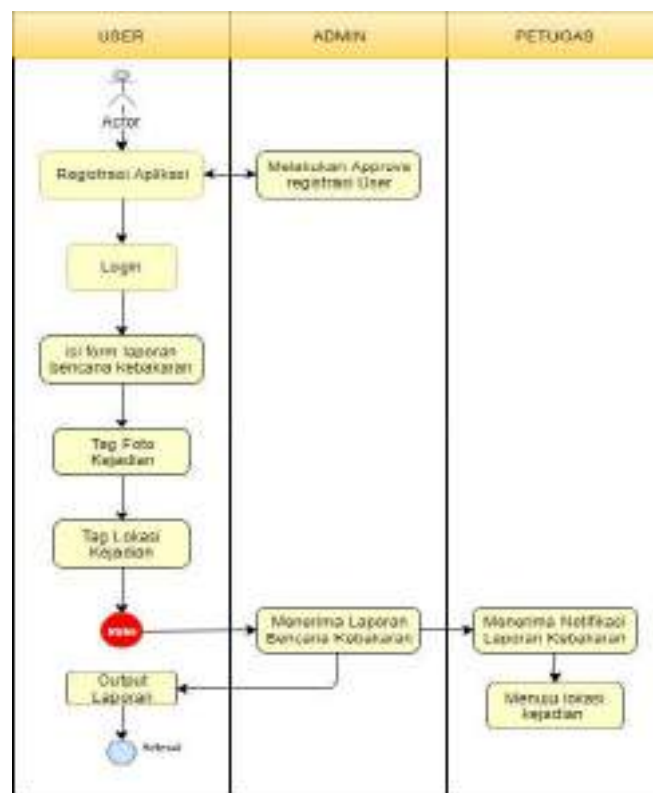 USER
ADMIN
PETUGAS
Actor
Registrasi Aplikasi
Melakukan Approve
registrasi User
Login
isi form laporan
bencana kebakaran
Tag Foto
Kejadian
Tag Lokasi
Kejadian
Menerima Laporan
Bencana Kebakaran
Menerima Notifikasi
Laporan Kebakaran
Output
Laporan
Menuju lokasi
kejadian
Selesai